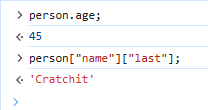 > person.age;
< 45
> person["name"]["last"];
< 'Cratchit'
>